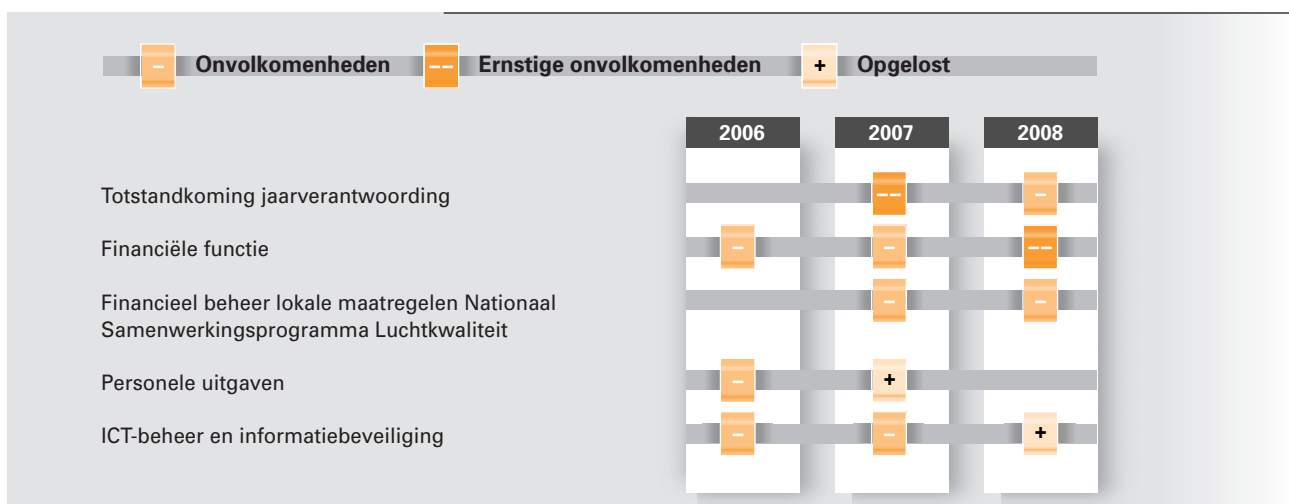 – Onvolkomenheden –– Ernstige onvolkomenheden + Opgelost
2006 2007 2008
Totstandkoming jaarverantwoording –– –
Financiële functie – – ––
Financieel beheer lokale maatregelen Nationaal
Samenwerkingsprogramma Luchtkwaliteit – –
Personele uitgaven – +
ICT-beheer en informatiebeveiliging – – +